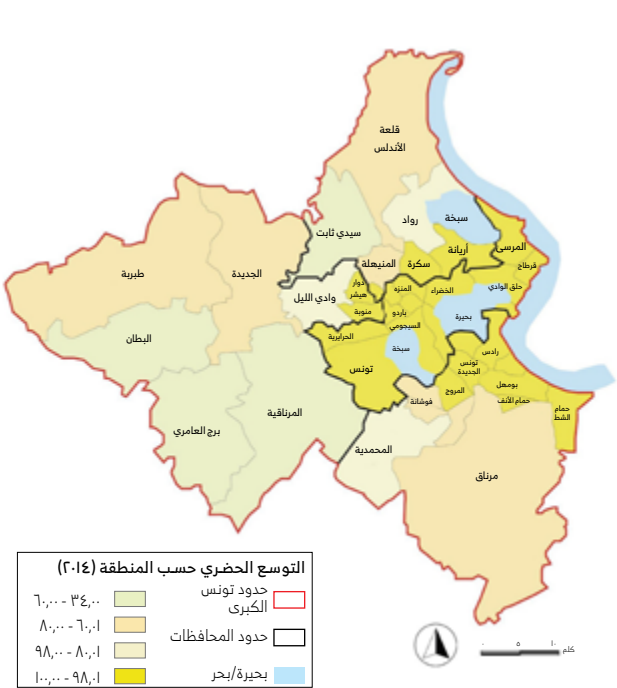 قلعة
الأندلس
سبخة
رواد
سيدي ثابت
المرسى
أريانة
قرطاج
سكرة
المنيهلة
طبربة
الجديدة
دوار
هيشر
المنزه
الخضراء
حلق الوادي
وادي الليل
منوبة
باردو
بحيرة
السيجومي
البطان
الحرايرية
سبخة
رادس
تونس
الجديدة
تونس
بومهل
المروج
حمام الأنف
فوشانة
حمام
الشط
المرناقية
برج العامري
المحمدية
مرناق
التوسع الحضري حسب المنطقة (٢٠١٤)
حدود تونس
الكبرى
حدود المحافظات
بحيرة/بحر
٣٤,٠٠ - ٦٠,٠٠
٦٠,٠١ - ٨٠,٠٠
٨٠,٠١ - ٩٨,٠٠
٩٨,٠١ - ١٠٠,٠٠
٠ ٥ ١٠
كلم